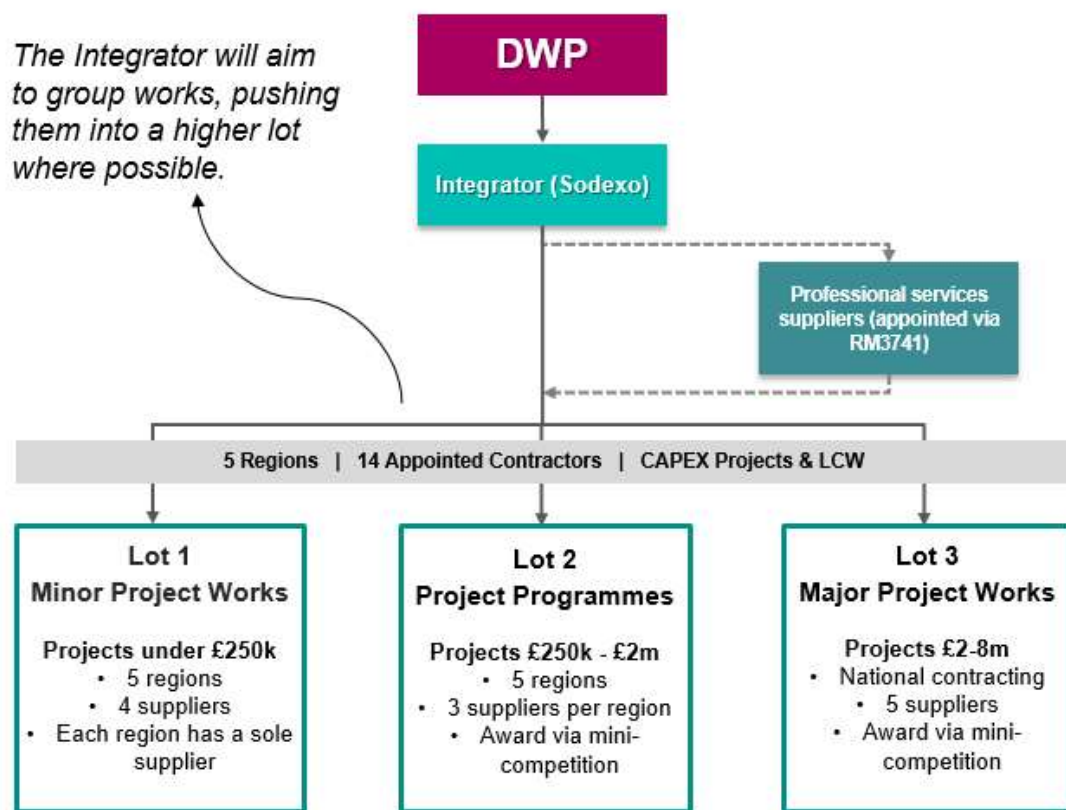 The Integrator will aim
to group works, pushing
them into a higher lot
where possible.
DWP
Integrator (Sodexo)
Professional services
suppliers (appointed via
RM3741)
5 Regions | 14 Appointed Contractors | CAPEX Projects & LCW
Lot 1
Minor Project Works
Projects under £250k
• 5 regions
• 4 suppliers
• Each region has a sole
supplier
Lot 2
Project Programmes
Projects £250k - £2m
• 5 regions
• 3 suppliers per region
• Award via mini-
competition
Lot 3
Major Project Works
Projects £2-8m
• National contracting
• 5 suppliers
• Award via mini-
competition